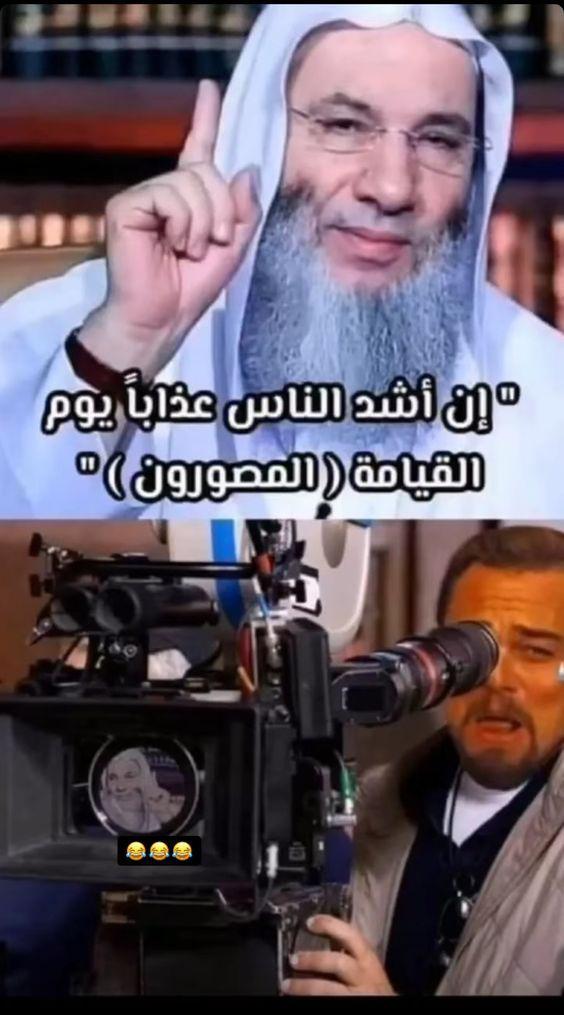 " إن أشد الناس عذاباً يوم
القيامة ( المصورون ) "
😂😂😂